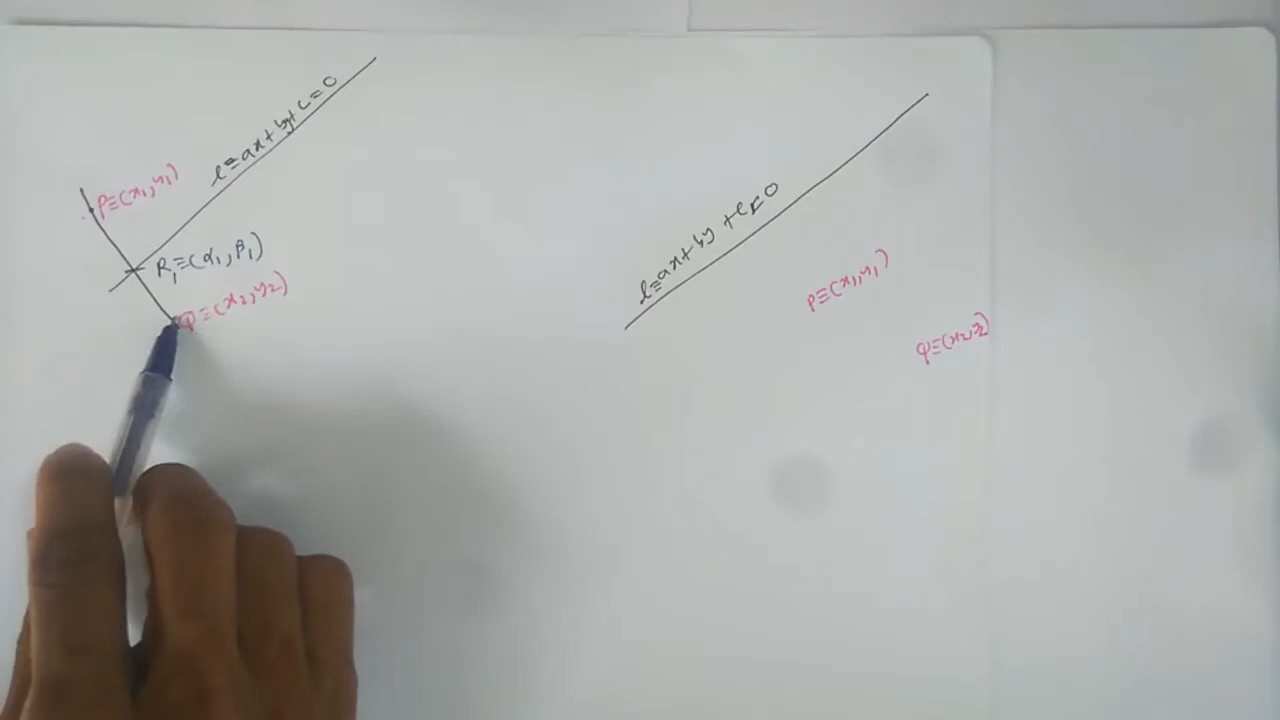 l≡ax+by+c=0
P≡(x₁,y₁)
R₁≡(α₁,β₁)
Q≡(x₂,y₂)
l≡ax+by+c=0
P≡(x₁,y₁)
Q≡(x₂,y₂)